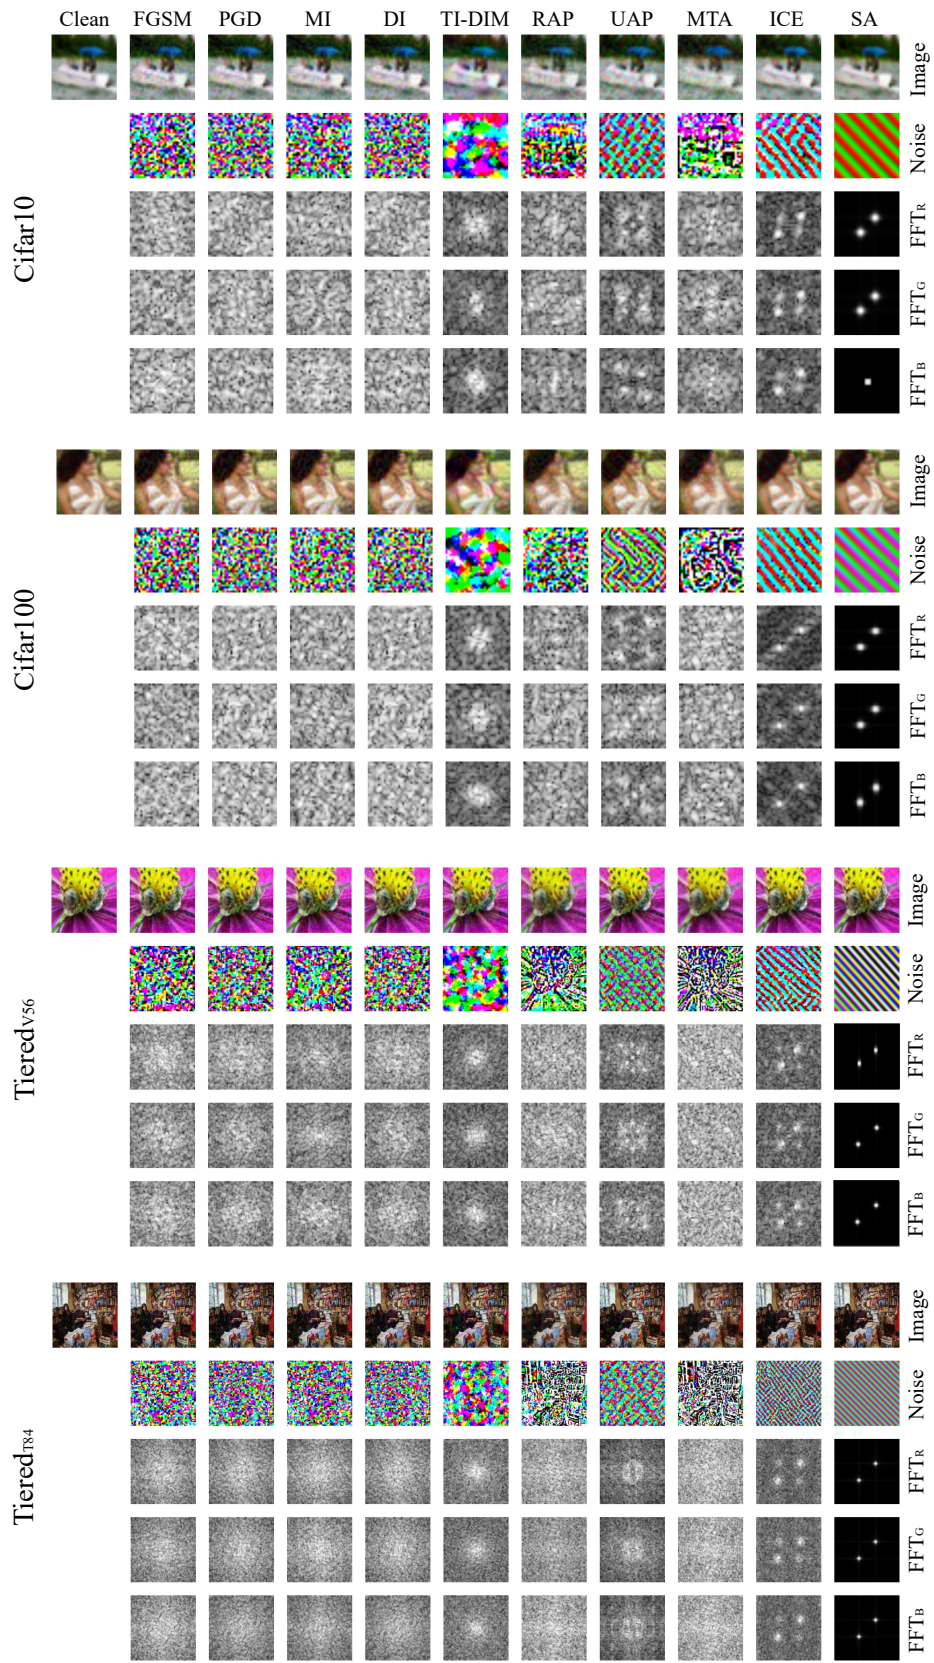 Clean FGSM PGD MI DI TI-DIM RAP UAP MTA ICE SA
Cifar10
Image
Noise
FFTR
FFTG
FFTB
Cifar100
Image
Noise
FFTR
FFTG
FFTB
TieredV56
Image
Noise
FFTR
FFTG
FFTB
TieredT84
Image
Noise
FFTR
FFTG
FFTB